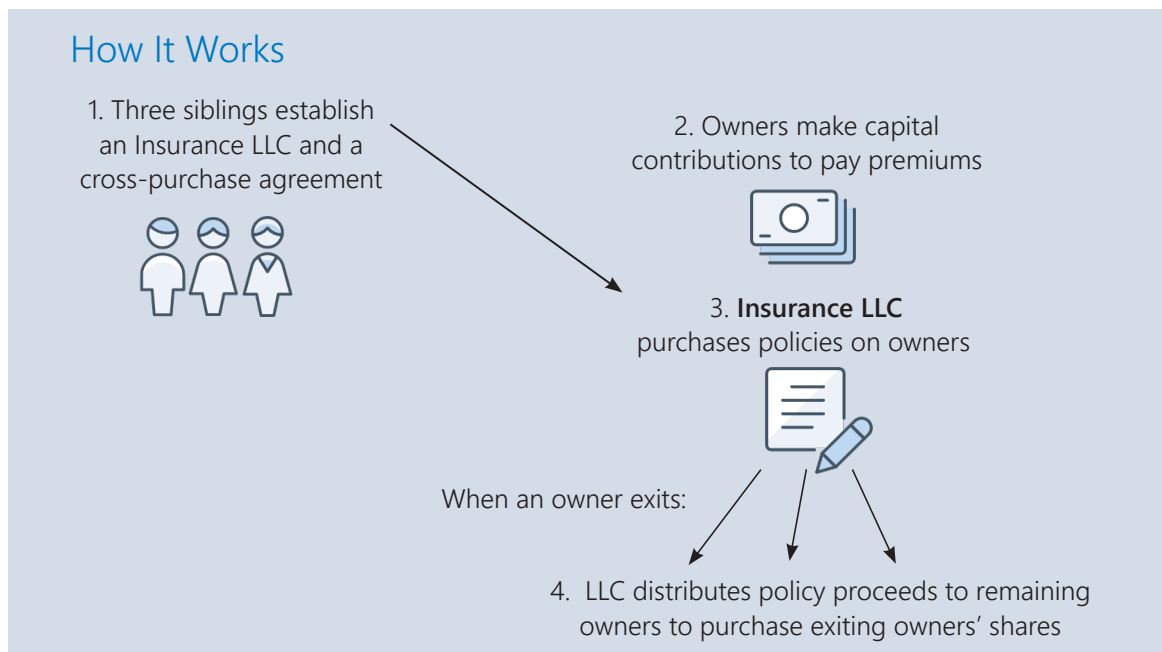 How It Works
1. Three siblings establish
an Insurance LLC and a
cross-purchase agreement
2. Owners make capital
contributions to pay premiums
3. Insurance LLC
purchases policies on owners
When an owner exits:
4. LLC distributes policy proceeds to remaining
owners to purchase exiting owners’ shares